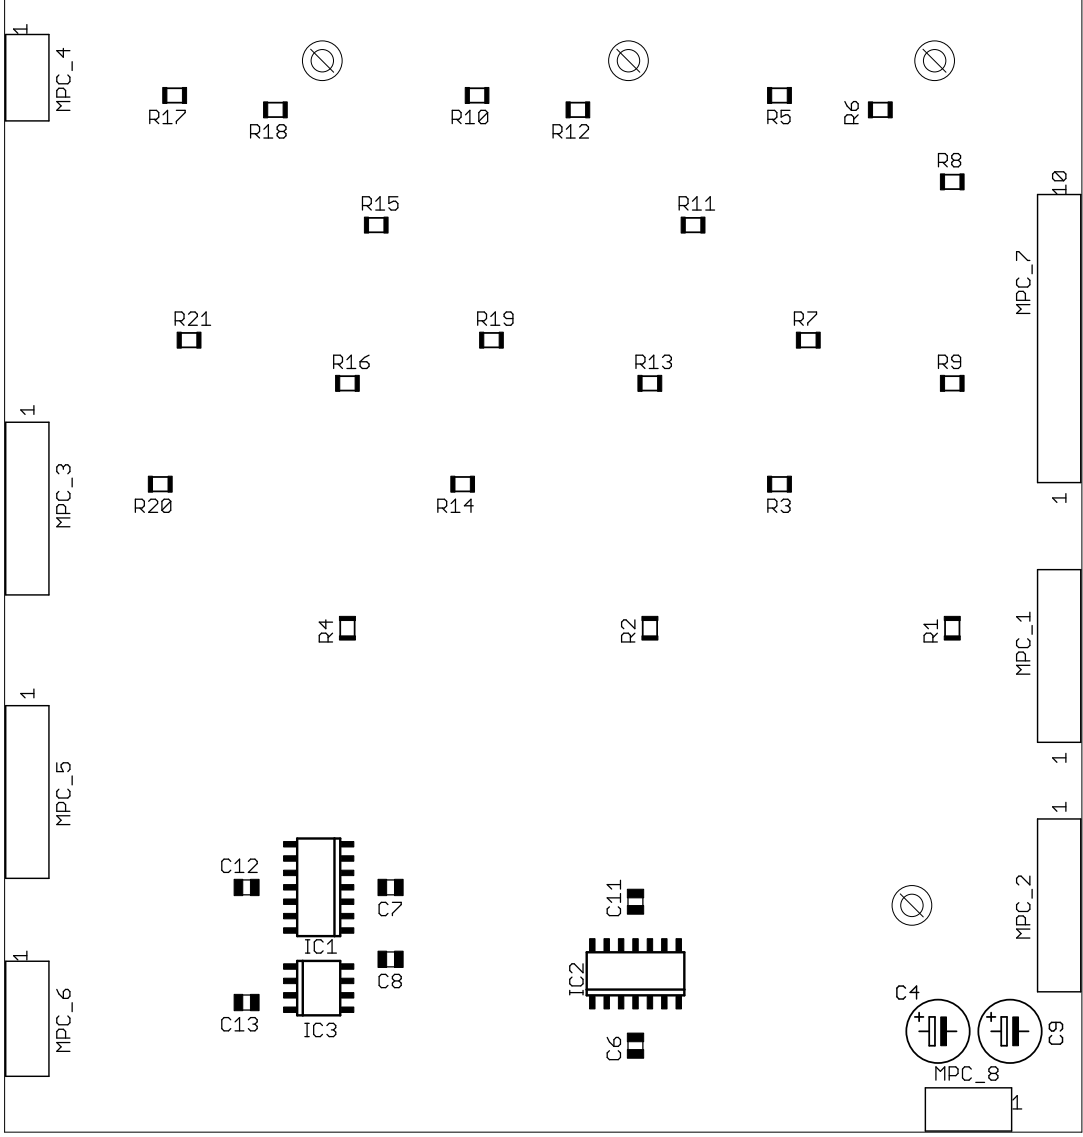 1
MPC_4
R17
R18
R10
R12
R5
R6
R8
10
R15
R11
MPC_7
R21
R19
R7
R16
R13
R9
1
MPC_3
R20
R14
R3
1
R4
R2
R1
MPC_1
1
MPC_5
1
1
C12
C11
C7
MPC_2
IC1
1
C8
IC2
C4
+
+
C13
IC3
MPC_6
C6
C9
MPC_8
1